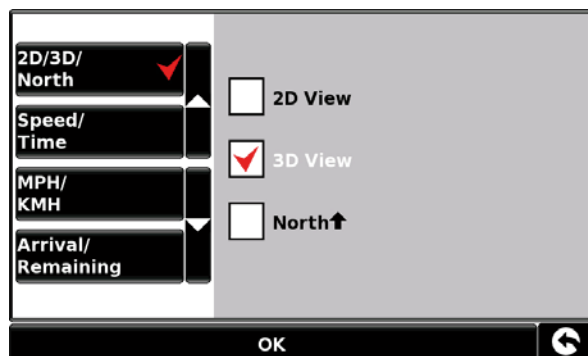 2D/3D/
North
Speed/
Time
MPH/
KMH
Arrival/
Remaining
2D View
3D View
North⬆
OK